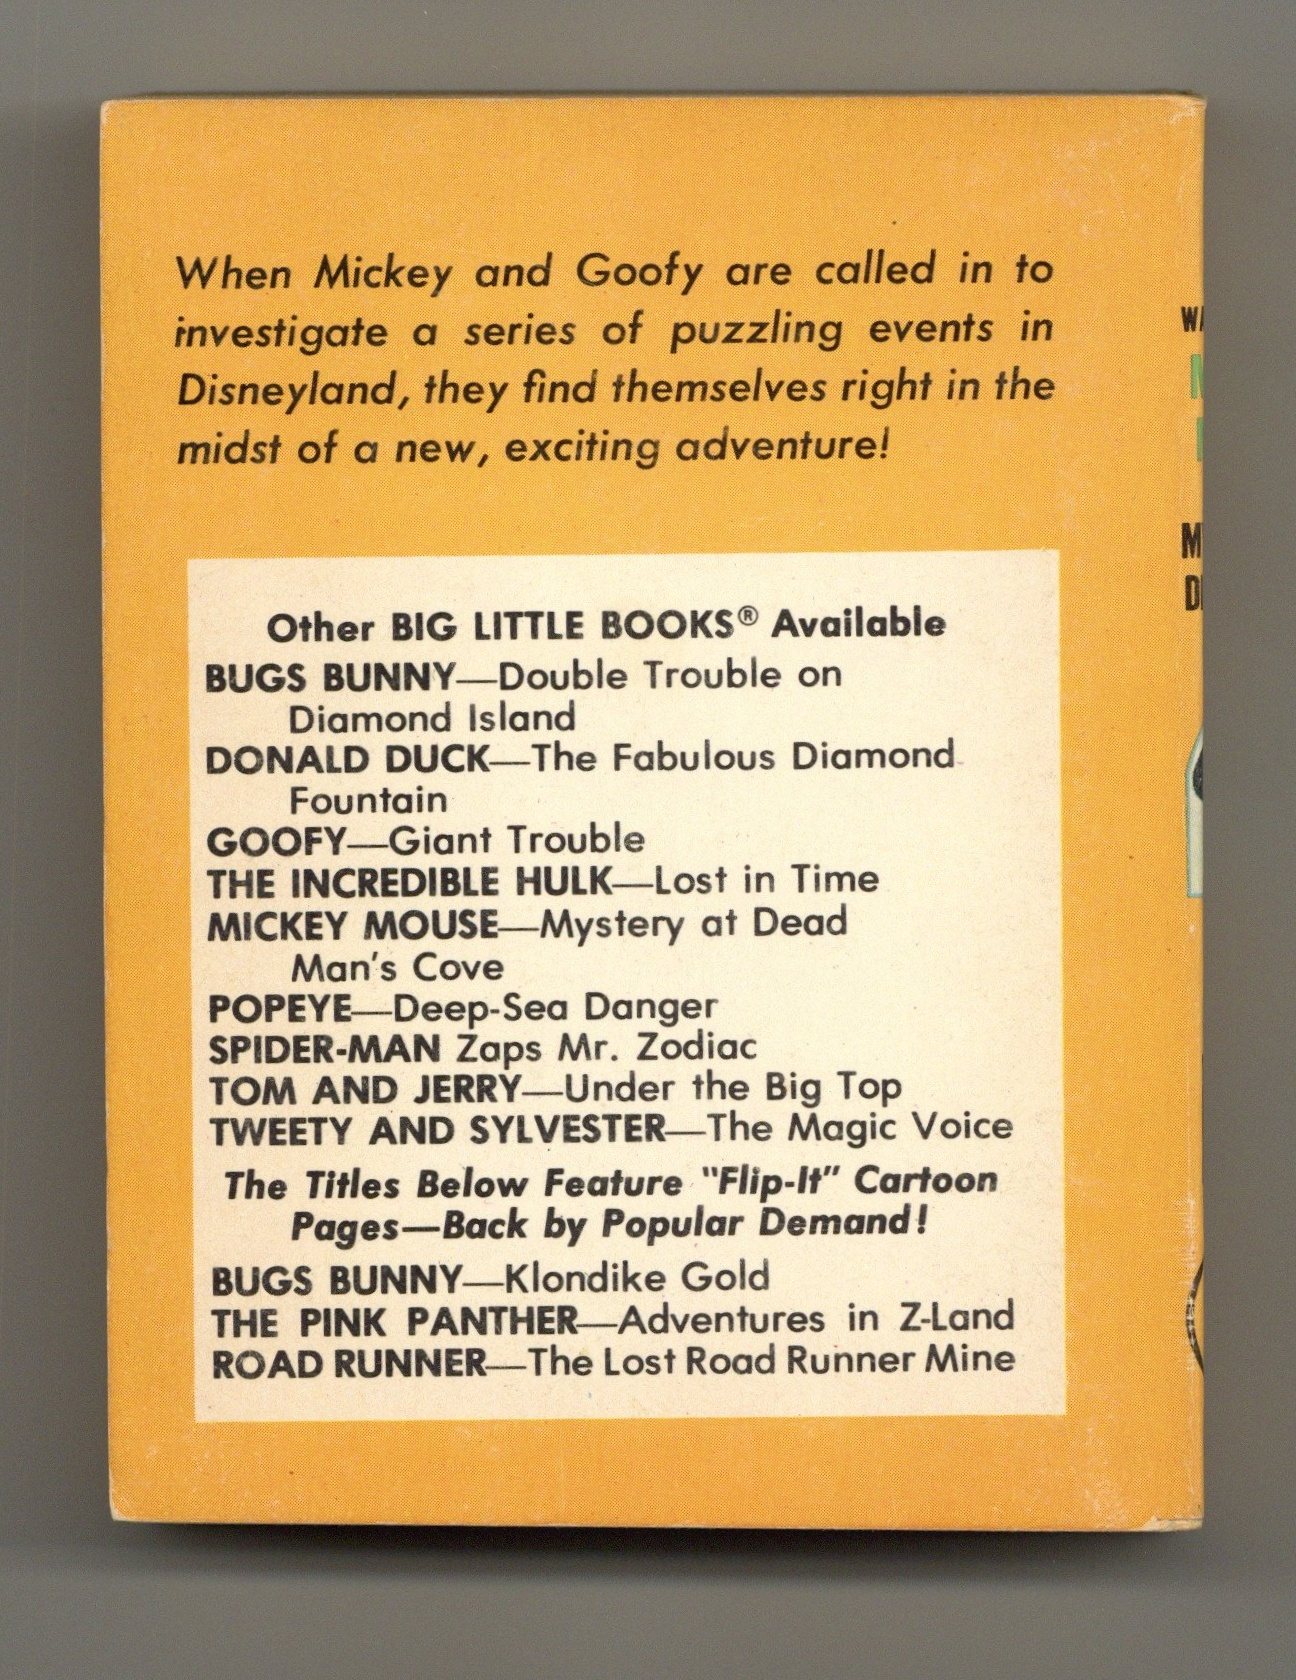 When Mickey and Goofy are called in to
investigate a series of puzzling events in
Disneyland, they find themselves right in the
midst of a new, exciting adventure!
Other BIG LITTLE BOOKS® Available
BUGS BUNNY—Double Trouble on
Diamond Island
DONALD DUCK—The Fabulous Diamond
Fountain
GOOFY—Giant Trouble
THE INCREDIBLE HULK—Lost in Time
MICKEY MOUSE—Mystery at Dead
Man's Cove
POPEYE—Deep-Sea Danger
SPIDER-MAN Zaps Mr. Zodiac
TOM AND JERRY—Under the Big Top
TWEETY AND SYLVESTER—The Magic Voice
The Titles Below Feature "Flip-It" Cartoon
Pages—Back by Popular Demand!
BUGS BUNNY—Klondike Gold
THE PINK PANTHER—Adventures in Z-Land
ROAD RUNNER—The Lost Road Runner Mine